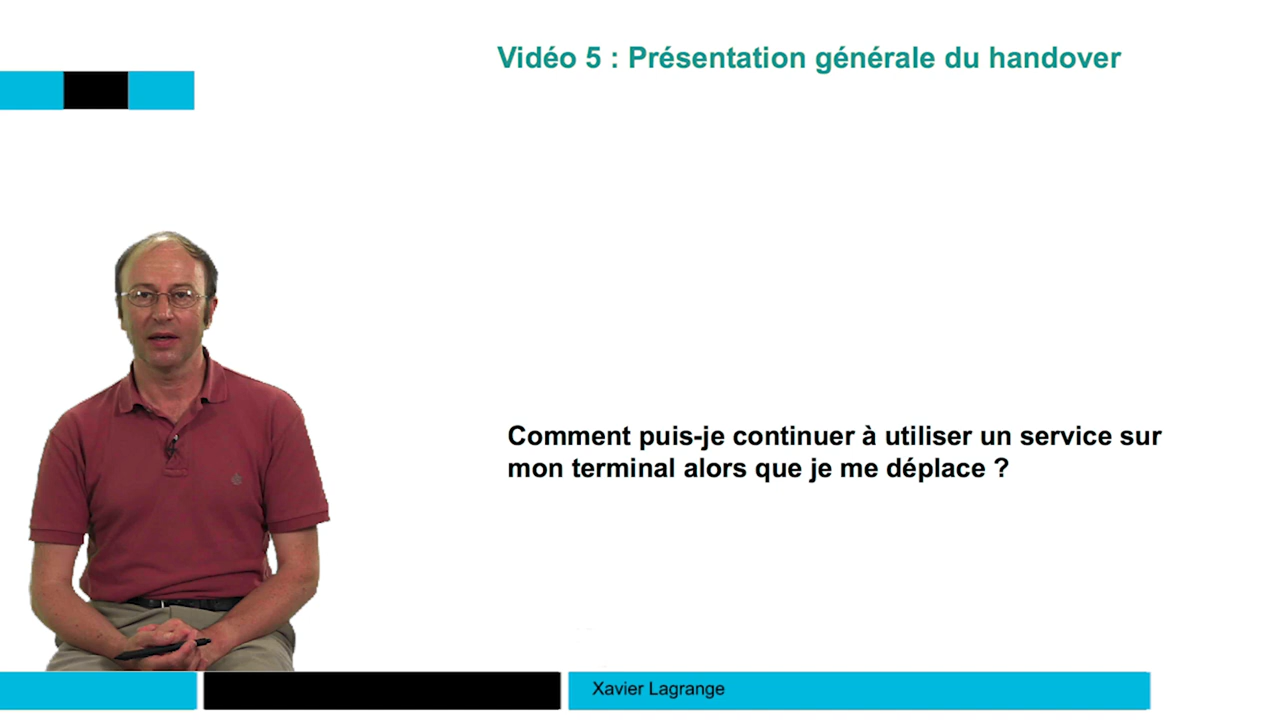 Vidéo 5 : Présentation générale du handover
Comment puis-je continuer à utiliser un service sur
mon terminal alors que je me déplace ?
Xavier Lagrange